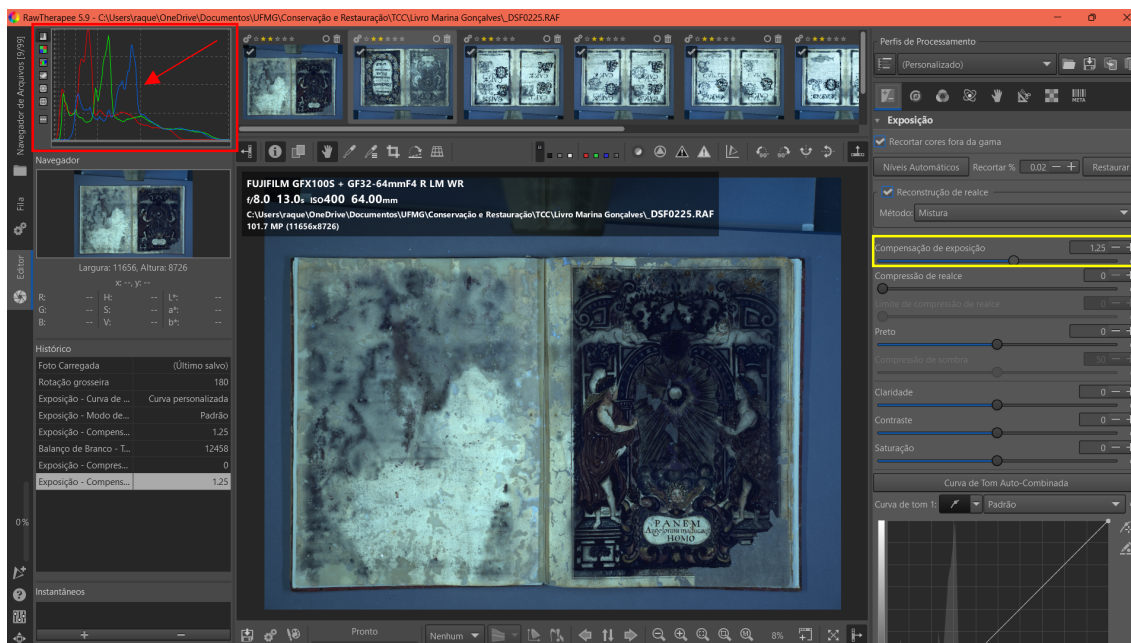 RawTherapee 5.9 - C:\Users\raque\OneDrive\Documentos\UFMG\Conservação e Restauração\TCC\Livro Marina Gonçalves\_DSF0225.RAF
Navegador de Arquivos [9/99]
Fila
Editor
0%
Navegador
Largura: 11656, Altura: 8726
x: --, y: --
R: -- H: -- L*: --
G: -- S: -- a*: --
B: -- V: -- b*: --
Histórico
Foto Carregada (Último salvo)
Rotação grosseira 180
Exposição - Curva de ... Curva personalizada
Exposição - Modo de... Padrão
Exposição - Compens... 1.25
Balanço de Branco - T... 12458
Exposição - Compres... 0
Exposição - Compens... 1.25
Instantâneos
+ −
FUJIFILM GFX100S + GF32-64mmF4 R LM WR
f/8.0 13.0s ISO400 64.00mm
C:\Users\raque\OneDrive\Documentos\UFMG\Conservação e Restauração\TCC\Livro Marina Gonçalves\_DSF0225.RAF
101.7 MP (11656x8726)
PANEM
HOMO
Pronto
Nenhum
8%
Perfis de Processamento
(Personalizado)
META
Exposição
Recortar cores fora da gama
Níveis Automáticos Recortar % 0.02 − + Restaurar
Reconstrução de realce
Método: Mistura
Compensação de exposição 1.25 − +
Compressão de realce 0 − +
Limite de compressão de realce 0 − +
Preto 0 − +
Compressão de sombra 50 − +
Claridade 0 − +
Contraste 0 − +
Saturação 0 − +
Curva de Tom Auto-Combinada
Curva de tom 1: Padrão